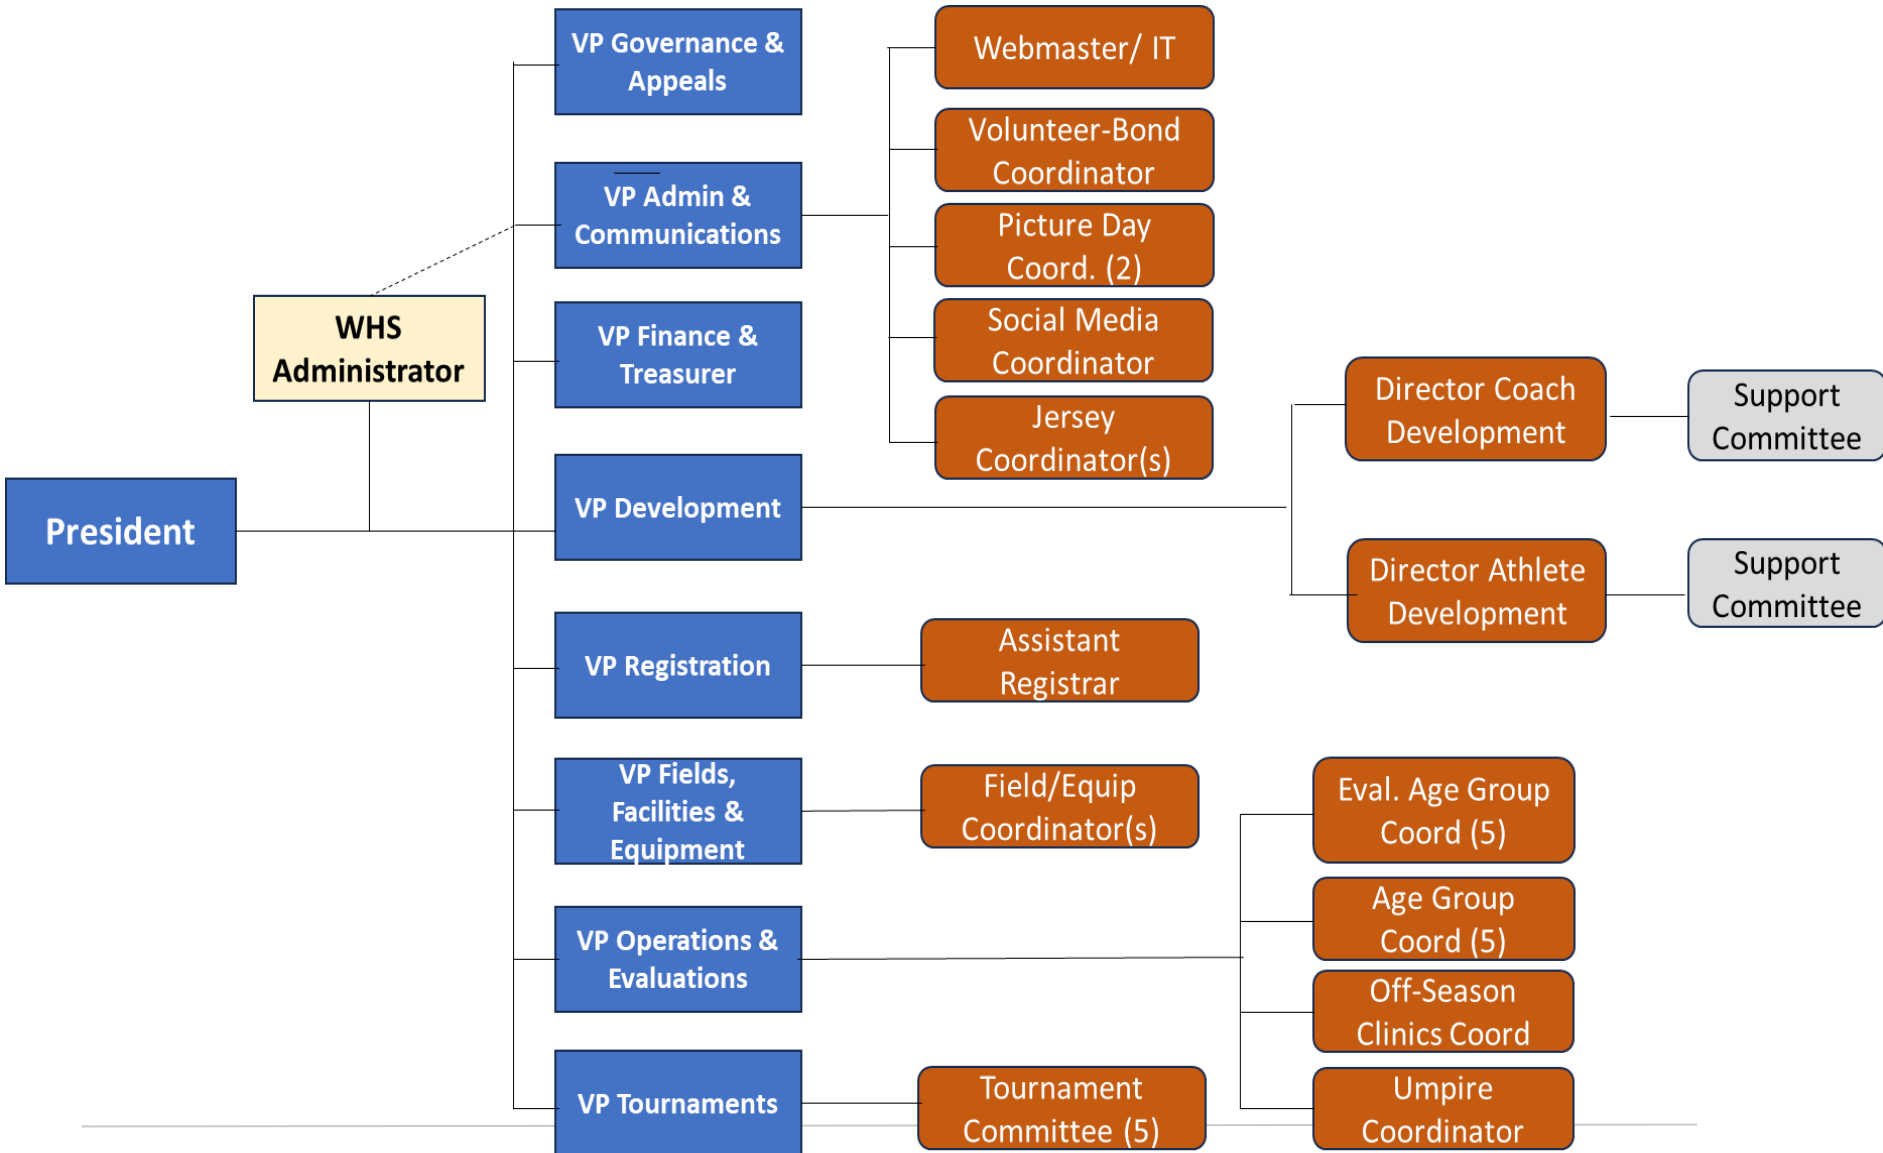 President
WHS
Administrator
VP Governance &
Appeals
VP Admin &
Communications
VP Finance &
Treasurer
VP Development
VP Registration
VP Fields,
Facilities &
Equipment
VP Operations &
Evaluations
VP Tournaments
Webmaster/ IT
Volunteer-Bond
Coordinator
Picture Day
Coord. (2)
Social Media
Coordinator
Jersey
Coordinator(s)
Assistant
Registrar
Field/Equip
Coordinator(s)
Tournament
Committee (5)
Director Coach
Development
Director Athlete
Development
Eval. Age Group
Coord (5)
Age Group
Coord (5)
Off-Season
Clinics Coord
Umpire
Coordinator
Support
Committee
Support
Committee